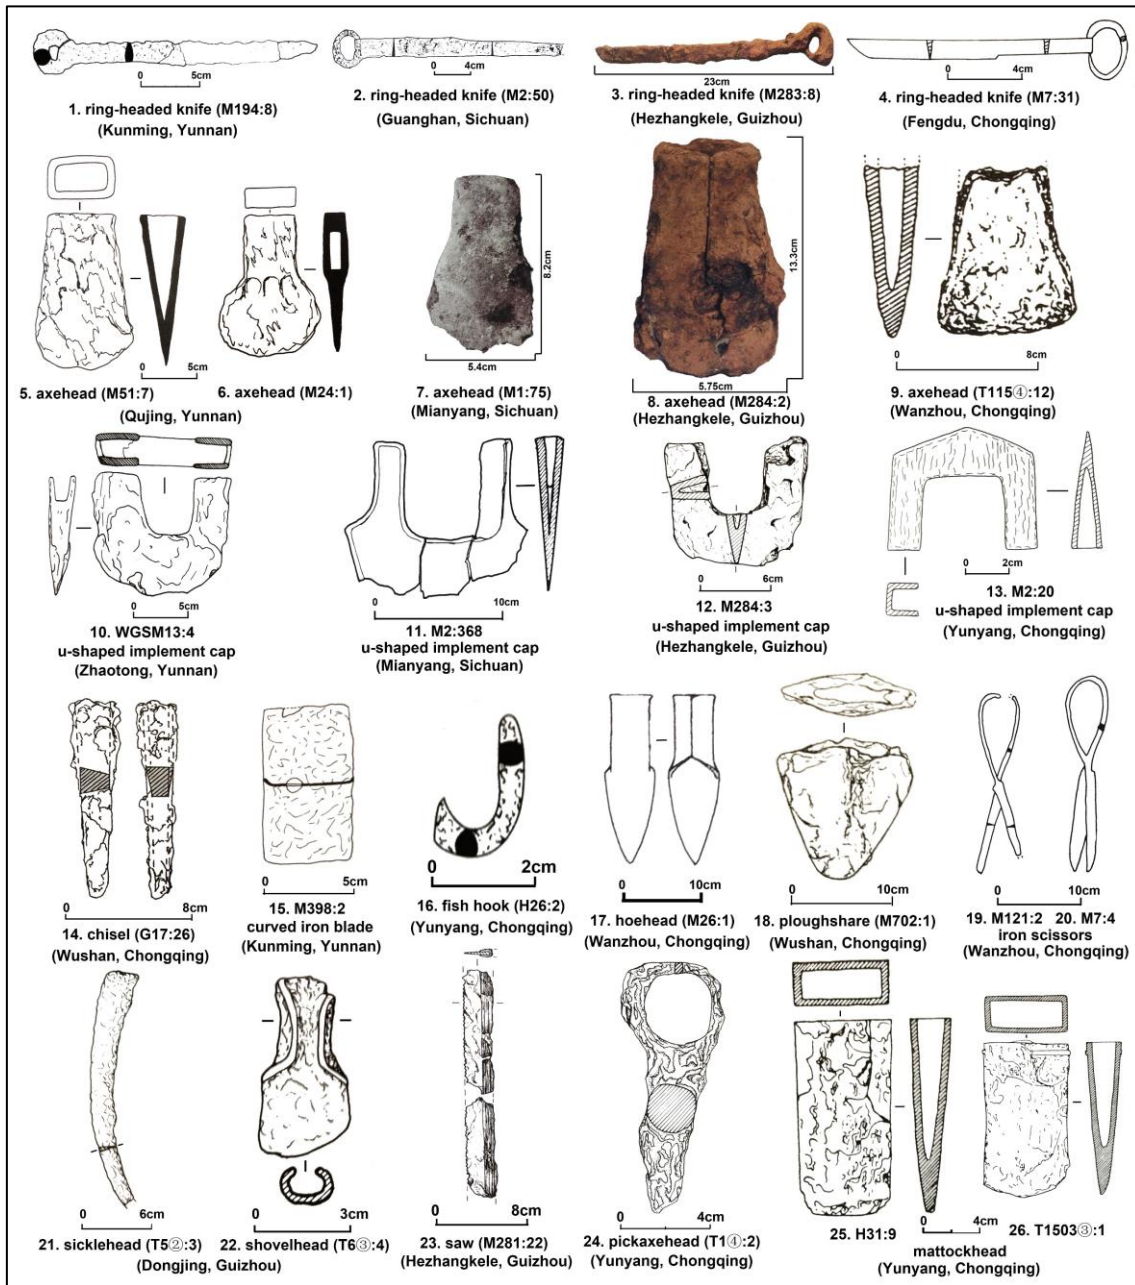 0 5cm
1. ring-headed knife (M194:8)
(Kunming, Yunnan)
0 4cm
2. ring-headed knife (M2:50)
(Guanghan, Sichuan)
23cm
3. ring-headed knife (M283:8)
(Hezhangkele, Guizhou)
0 4cm
4. ring-headed knife (M7:31)
(Fengdu, Chongqing)
0 5cm
5. axehead (M51:7)
6. axehead (M24:1)
(Qujing, Yunnan)
8.2cm
5.4cm
7. axehead (M1:75)
(Mianyang, Sichuan)
13.3cm
5.75cm
8. axehead (M284:2)
(Hezhangkele, Guizhou)
0 8cm
9. axehead (T115④:12)
(Wanzhou, Chongqing)
0 5cm
10. WGSM13:4
u-shaped implement cap
(Zhaotong, Yunnan)
0 10cm
11. M2:368
u-shaped implement cap
(Mianyang, Sichuan)
0 6cm
12. M284:3
u-shaped implement cap
(Hezhangkele, Guizhou)
0 2cm
13. M2:20
u-shaped implement cap
(Yunyang, Chongqing)
0 8cm
14. chisel (G17:26)
(Wushan, Chongqing)
0 5cm
15. M398:2
curved iron blade
(Kunming, Yunnan)
0 2cm
16. fish hook (H26:2)
(Yunyang, Chongqing)
0 10cm
17. hoehead (M26:1)
(Wanzhou, Chongqing)
0 10cm
18. ploughshare (M702:1)
(Wushan, Chongqing)
0 10cm
19. M121:2 20. M7:4
iron scissors
(Wanzhou, Chongqing)
0 6cm
21. sicklehead (T5②:3)
0 3cm
22. shovelhead (T6③:4)
(Dongjing, Guizhou)
0 8cm
23. saw (M281:22)
(Hezhangkele, Guizhou)
0 4cm
24. pickaxehead (T1④:2)
(Yunyang, Chongqing)
25. H31:9
0 4cm
26. T1503③:1
mattockhead
(Yunyang, Chongqing)